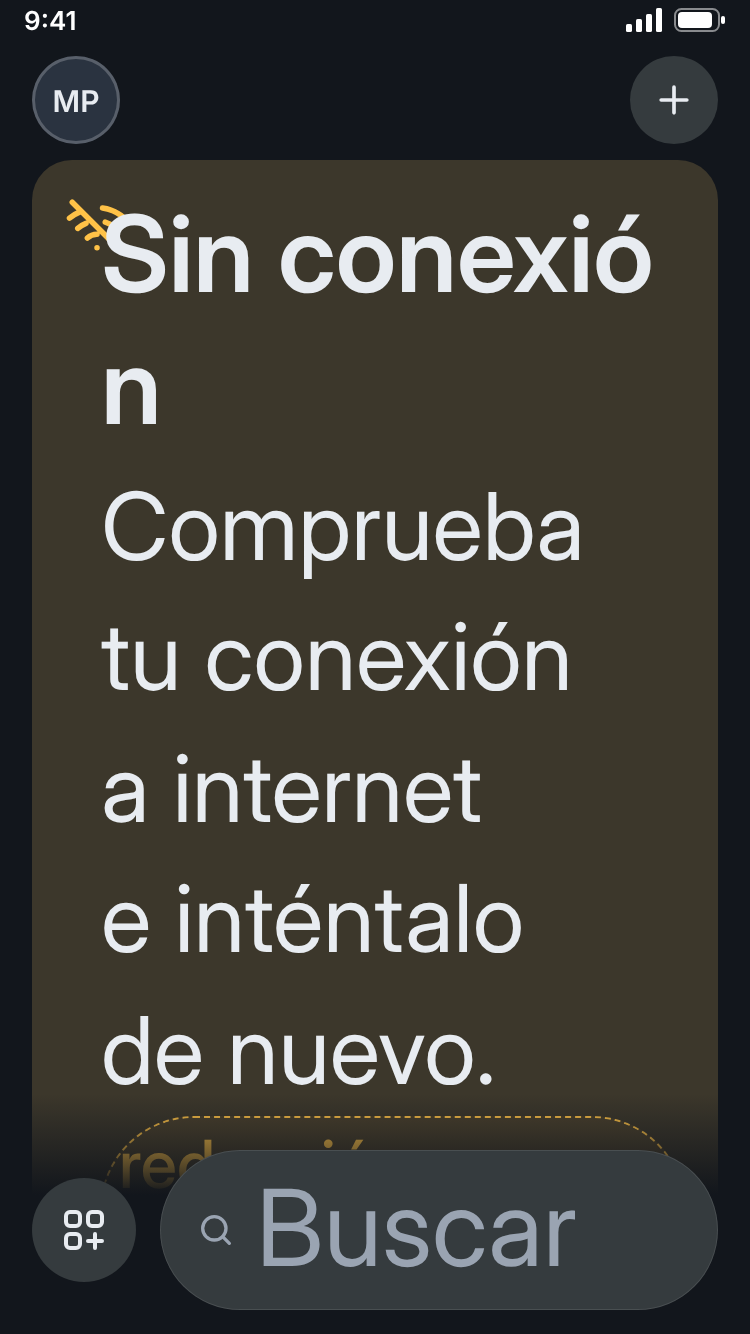 9:41
MP
Sin conexió
n
Comprueba
tu conexión
a internet
e inténtalo
de nuevo.
Buscar